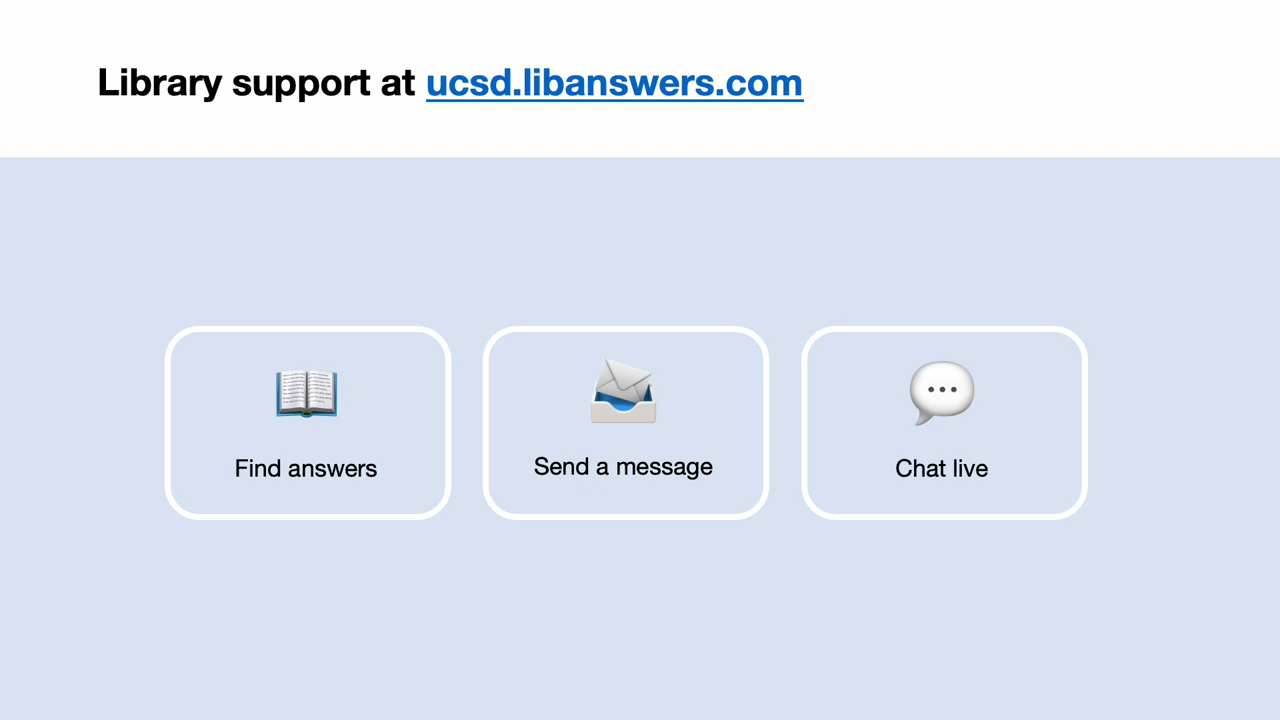 Library support at ucsd.libanswers.com
Find answers
Send a message
Chat live